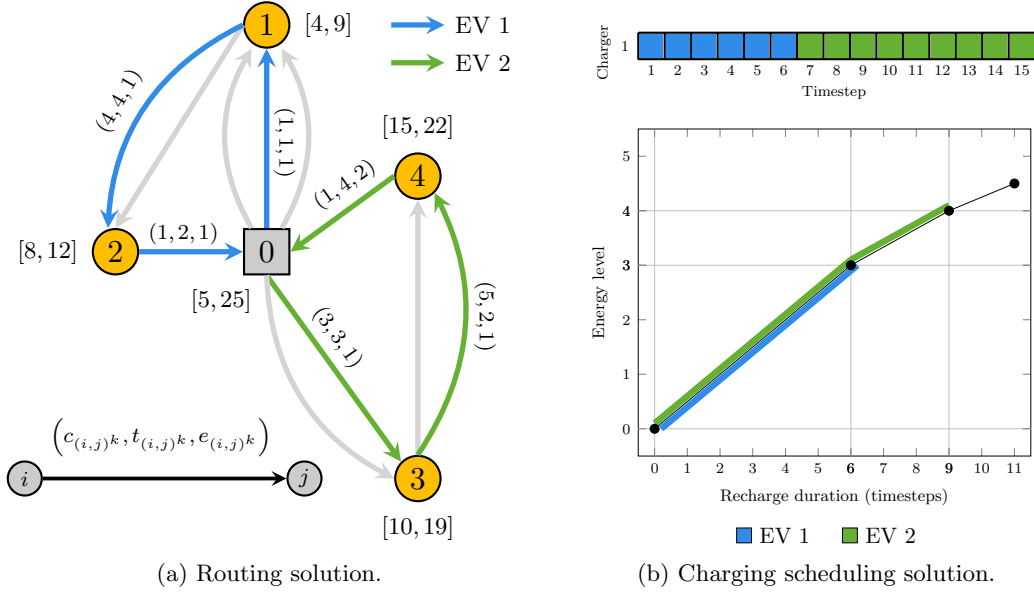 1
[4, 9]
EV 1
EV 2
(4, 4, 1)
(1, 1, 1)
[15, 22]
4
(1, 4, 2)
[8, 12]
2
(1, 2, 1)
0
[5, 25]
(3, 3, 1)
(5, 2, 1)
(c_{(i,j)^k}, t_{(i,j)^k}, e_{(i,j)^k})
i
j
3
[10, 19]
(a) Routing solution.
Charger
1
1 2 3 4 5 6 7 8 9 10 11 12 13 14 15
Timestep
Energy level
5
4
3
2
1
0
0 1 2 3 4 5 6 7 8 9 10 11
Recharge duration (timesteps)
EV 1 EV 2
(b) Charging scheduling solution.